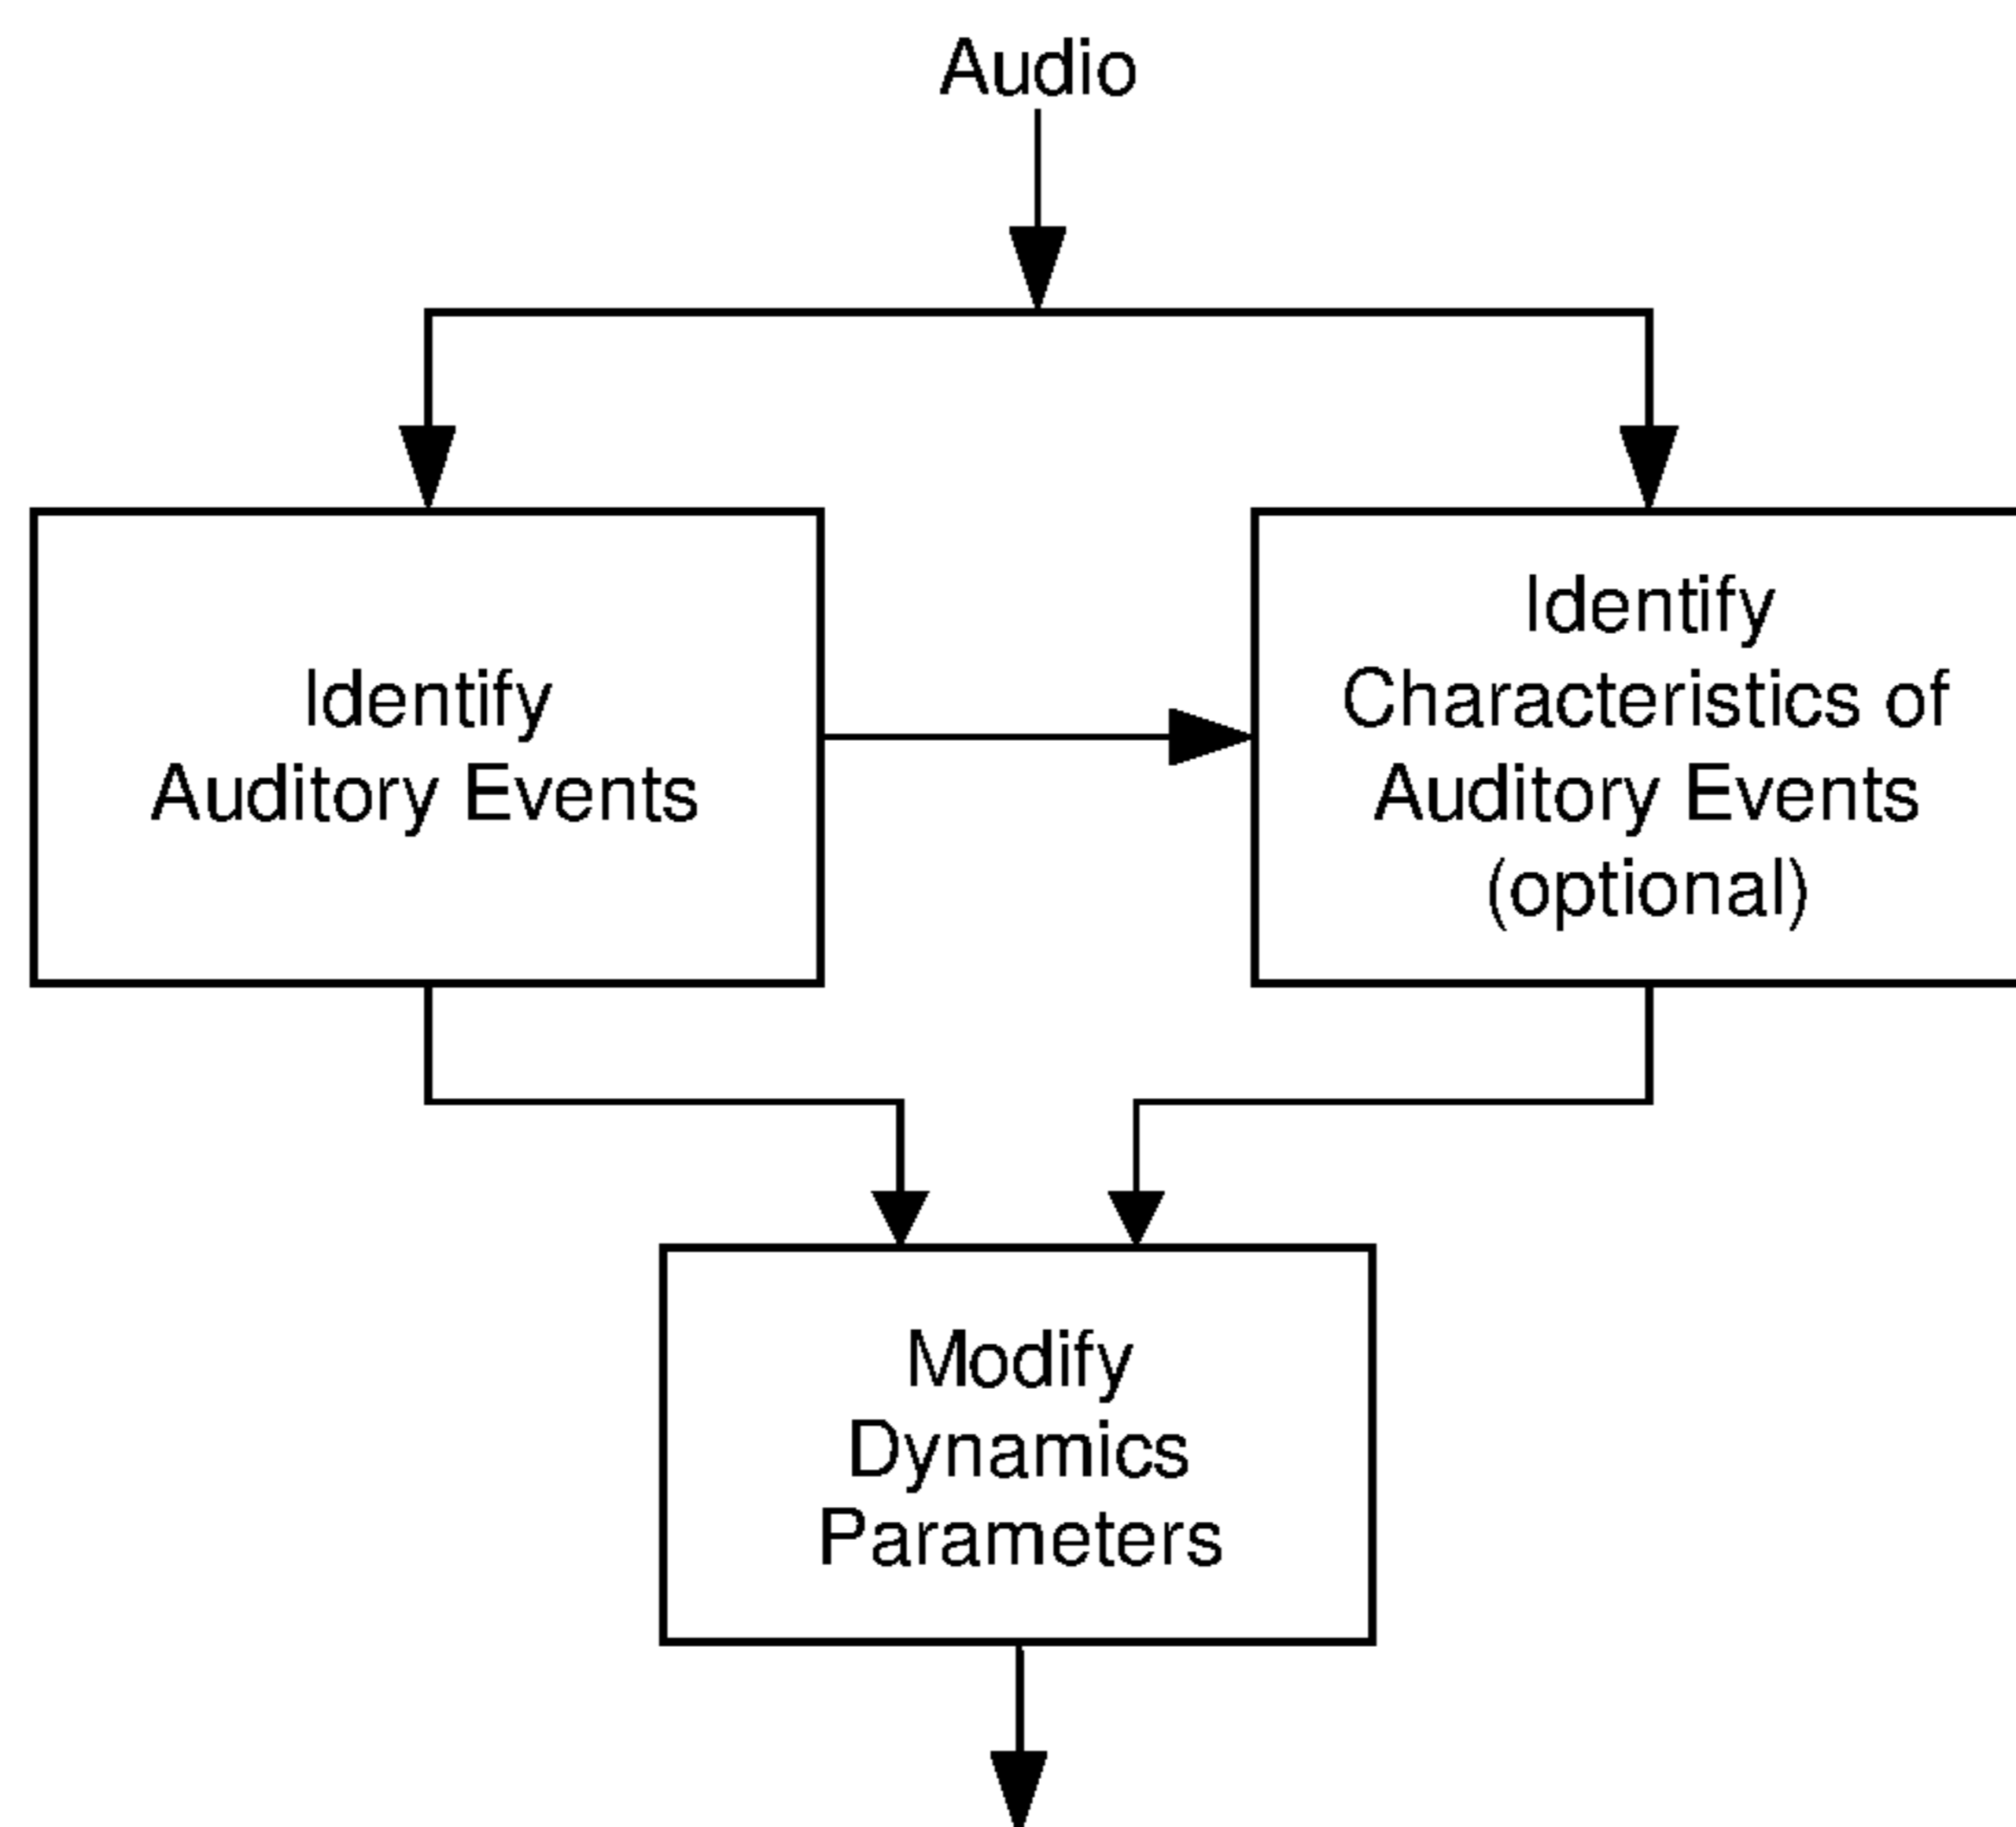 Audio
Identify
Auditory Events
Identify
Characteristics of
Auditory Events
(optional)
Modify
Dynamics
Parameters